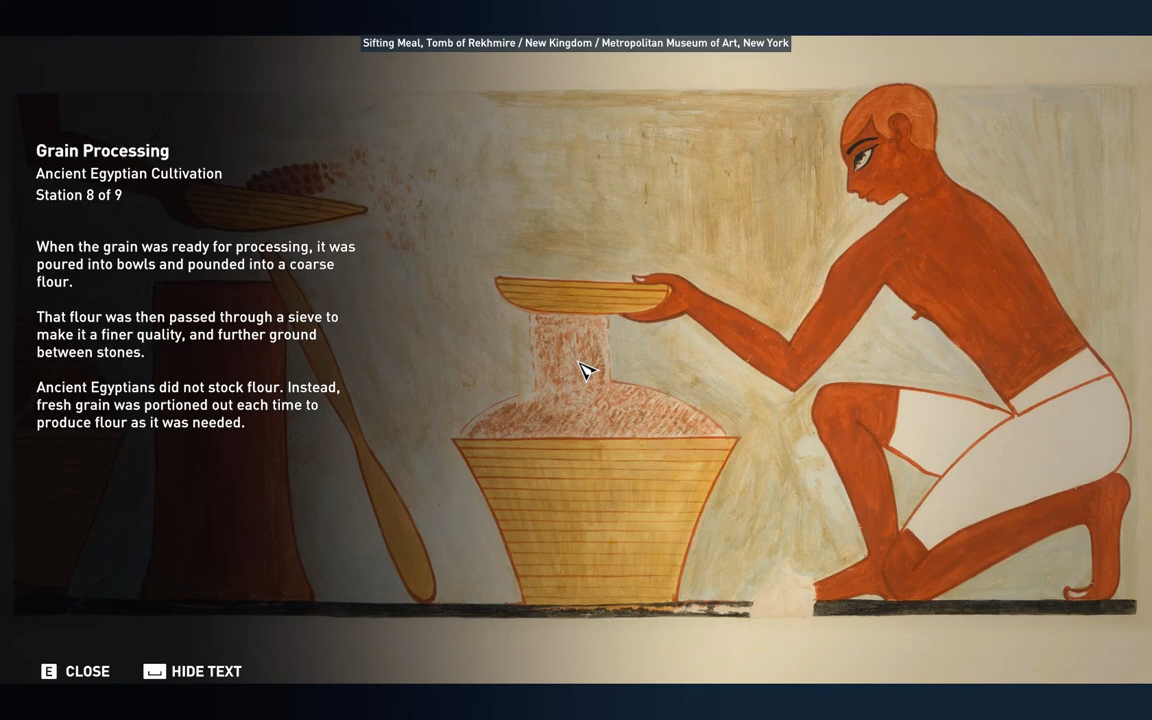 Sifting Meal, Tomb of Rekhmire / New Kingdom / Metropolitan Museum of Art, New York
Grain Processing
Ancient Egyptian Cultivation
Station 8 of 9
When the grain was ready for processing, it was
poured into bowls and pounded into a coarse
flour.
That flour was then passed through a sieve to
make it a finer quality, and further ground
between stones.
Ancient Egyptians did not stock flour. Instead,
fresh grain was portioned out each time to
produce flour as it was needed.
E CLOSE HIDE TEXT